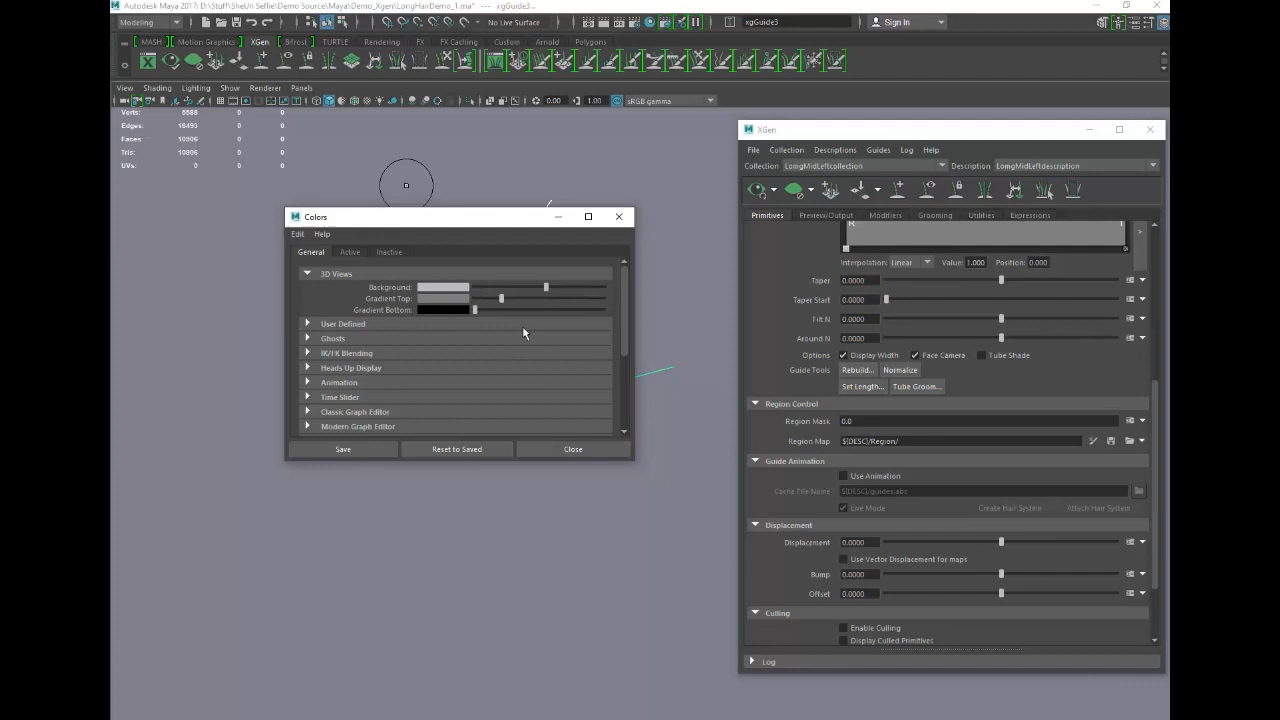 Autodesk Maya 2017: D:\Stuff\SheUn Sellie\Demo Source\Maya\Demo_Xgen\LongHairDemo_1.ma* --- xgGuide3...
Modeling
No Live Surface
xgGuide3
Sign In
MASH Motion Graphics XGen Bifrost TURTLE Rendering FX FX Caching Custom Arnold Polygons
View Shading Lighting Show Renderer Panels
0.00 1.00 sRGB gamma
Verts: 5588 0 0
Edges: 16493 0 0
Faces: 10906 0 0
Tris: 10906 0 0
UVs: 0 0 0
Colors
Edit Help
General Active Inactive
3D Views
Background:
Gradient Top:
Gradient Bottom:
User Defined
Ghosts
IK/FK Blending
Heads Up Display
Animation
Time Slider
Classic Graph Editor
Modern Graph Editor
Save Reset to Saved Close
XGen
File Collection Descriptions Guides Log Help
Collection LongMidLeftcollection Description LongMidLeftdescription
Primitives Preview/Output Modifiers Grooming Utilities Expressions
>
Interpolation: Linear Value: 1.000 Position: 0.000
Taper 0.0000
Taper Start 0.0000
Tilt N 0.0000
Around N 0.0000
Options Display Width Face Camera Tube Shade
Guide Tools Rebuild... Normalize
Set Length... Tube Groom...
Region Control
Region Mask 0.0
Region Map ${DESC}/Region/
Guide Animation
Use Animation
Cache File Name ${DESC}/guides.abc
Live Mode Create Hair System Attach Hair System
Displacement
Displacement 0.0000
Use Vector Displacement for maps
Bump 0.0000
Offset 0.0000
Culling
Enable Culling
Display Culled Primitives
Log